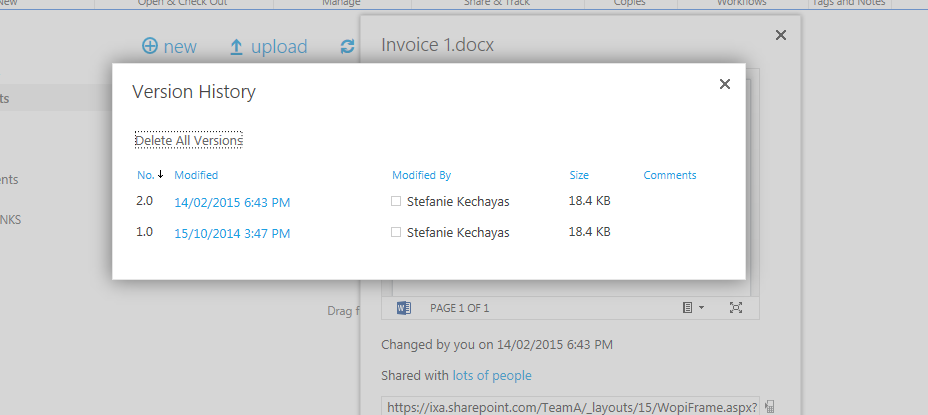 New Open & Check Out Manage Share & Track Copies Workflows Tags and Notes
new upload
Invoice 1.docx
Version History
Delete All Versions
No. Modified Modified By Size Comments
2.0 14/02/2015 6:43 PM Stefanie Kechayas 18.4 KB
1.0 15/10/2014 3:47 PM Stefanie Kechayas 18.4 KB
ts
ents
NKS
Drag f
PAGE 1 OF 1
Changed by you on 14/02/2015 6:43 PM
Shared with lots of people
https://ixa.sharepoint.com/TeamA/_layouts/15/WopiFrame.aspx?